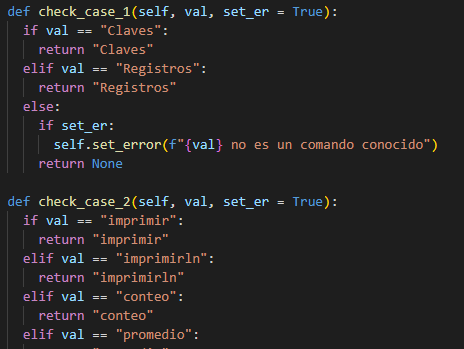 def check_case_1(self, val, set_er = True):
  if val == "Claves":
    return "Claves"
  elif val == "Registros":
    return "Registros"
  else:
    if set_er:
      self.set_error(f"{val} no es un comando conocido")
    return None

def check_case_2(self, val, set_er = True):
  if val == "imprimir":
    return "imprimir"
  elif val == "imprimirln":
    return "imprimirln"
  elif val == "conteo":
    return "conteo"
  elif val == "promedio":